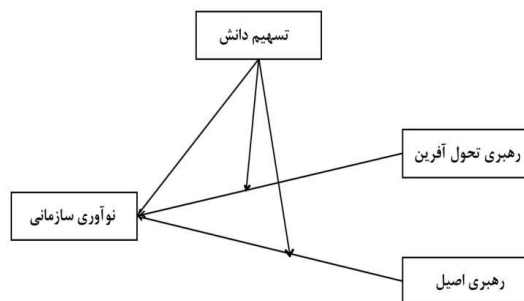 تسهیم دانش
رهبری تحول آفرین
نوآوری سازمانی
رهبری اصیل